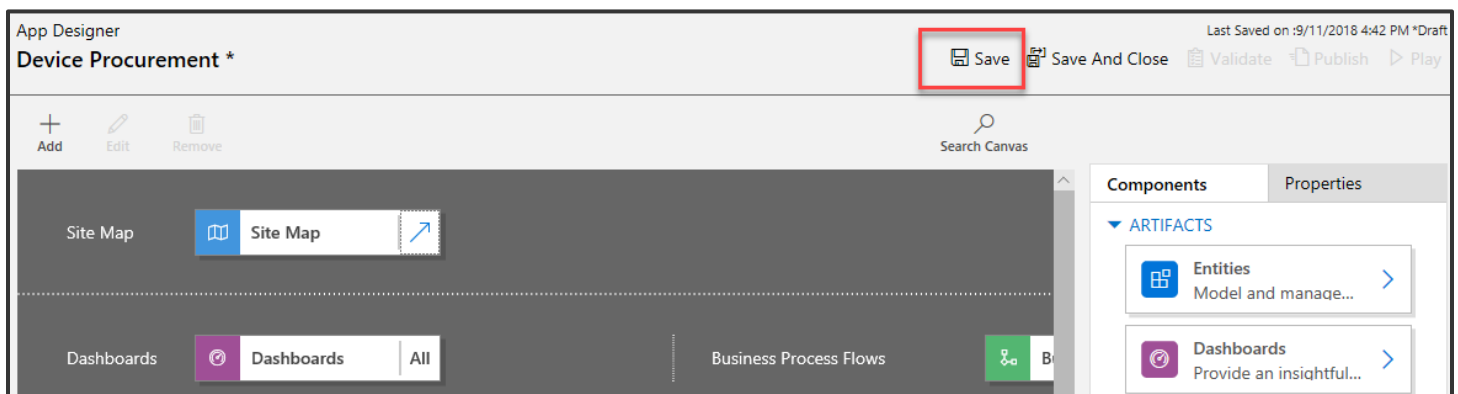 App Designer
Last Saved on :9/11/2018 4:42 PM *Draft
Device Procurement *
Save
Save And Close
Validate
Publish
Play
Add
Edit
Remove
Search Canvas
Components
Properties
Site Map
Site Map
ARTIFACTS
Entities
Model and manage...
Dashboards
Dashboards
All
Business Process Flows
Bu
Dashboards
Provide an insightful...